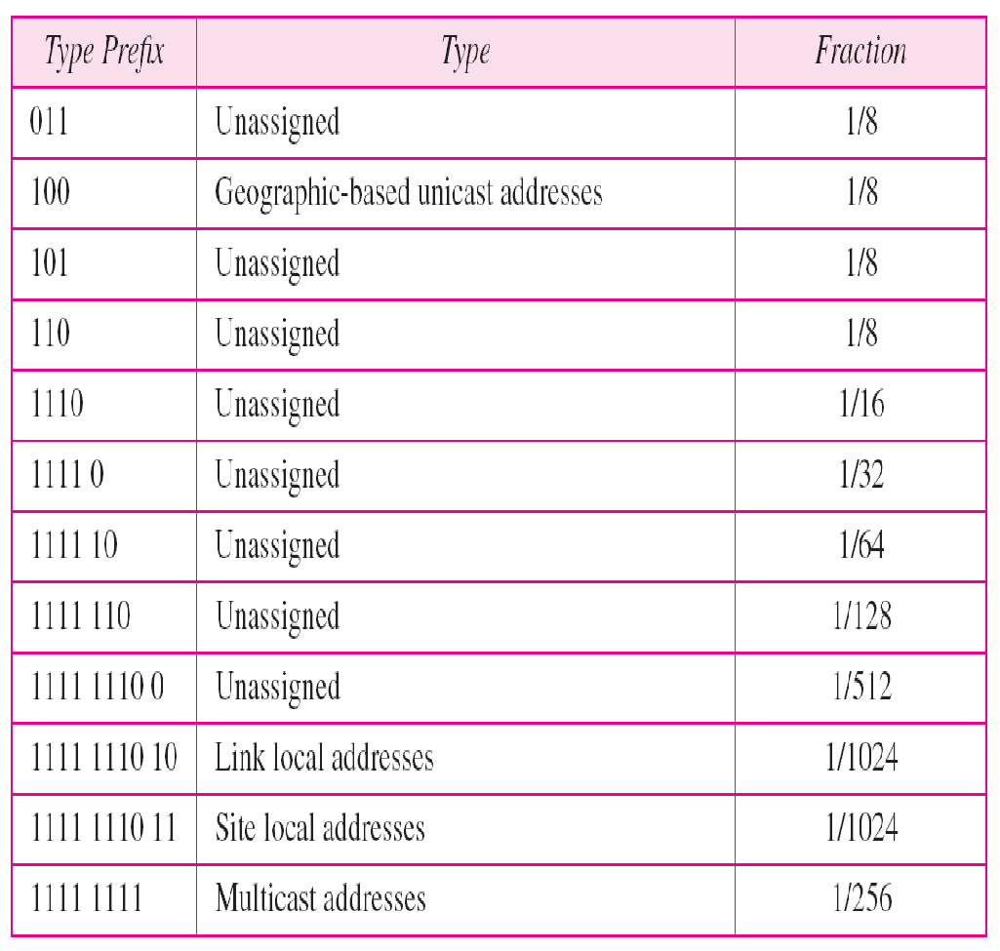 Type Prefix Type Fraction
011 Unassigned 1/8
100 Geographic-based unicast addresses 1/8
101 Unassigned 1/8
110 Unassigned 1/8
1110 Unassigned 1/16
1111 0 Unassigned 1/32
1111 10 Unassigned 1/64
1111 110 Unassigned 1/128
1111 1110 0 Unassigned 1/512
1111 1110 10 Link local addresses 1/1024
1111 1110 11 Site local addresses 1/1024
1111 1111 Multicast addresses 1/256